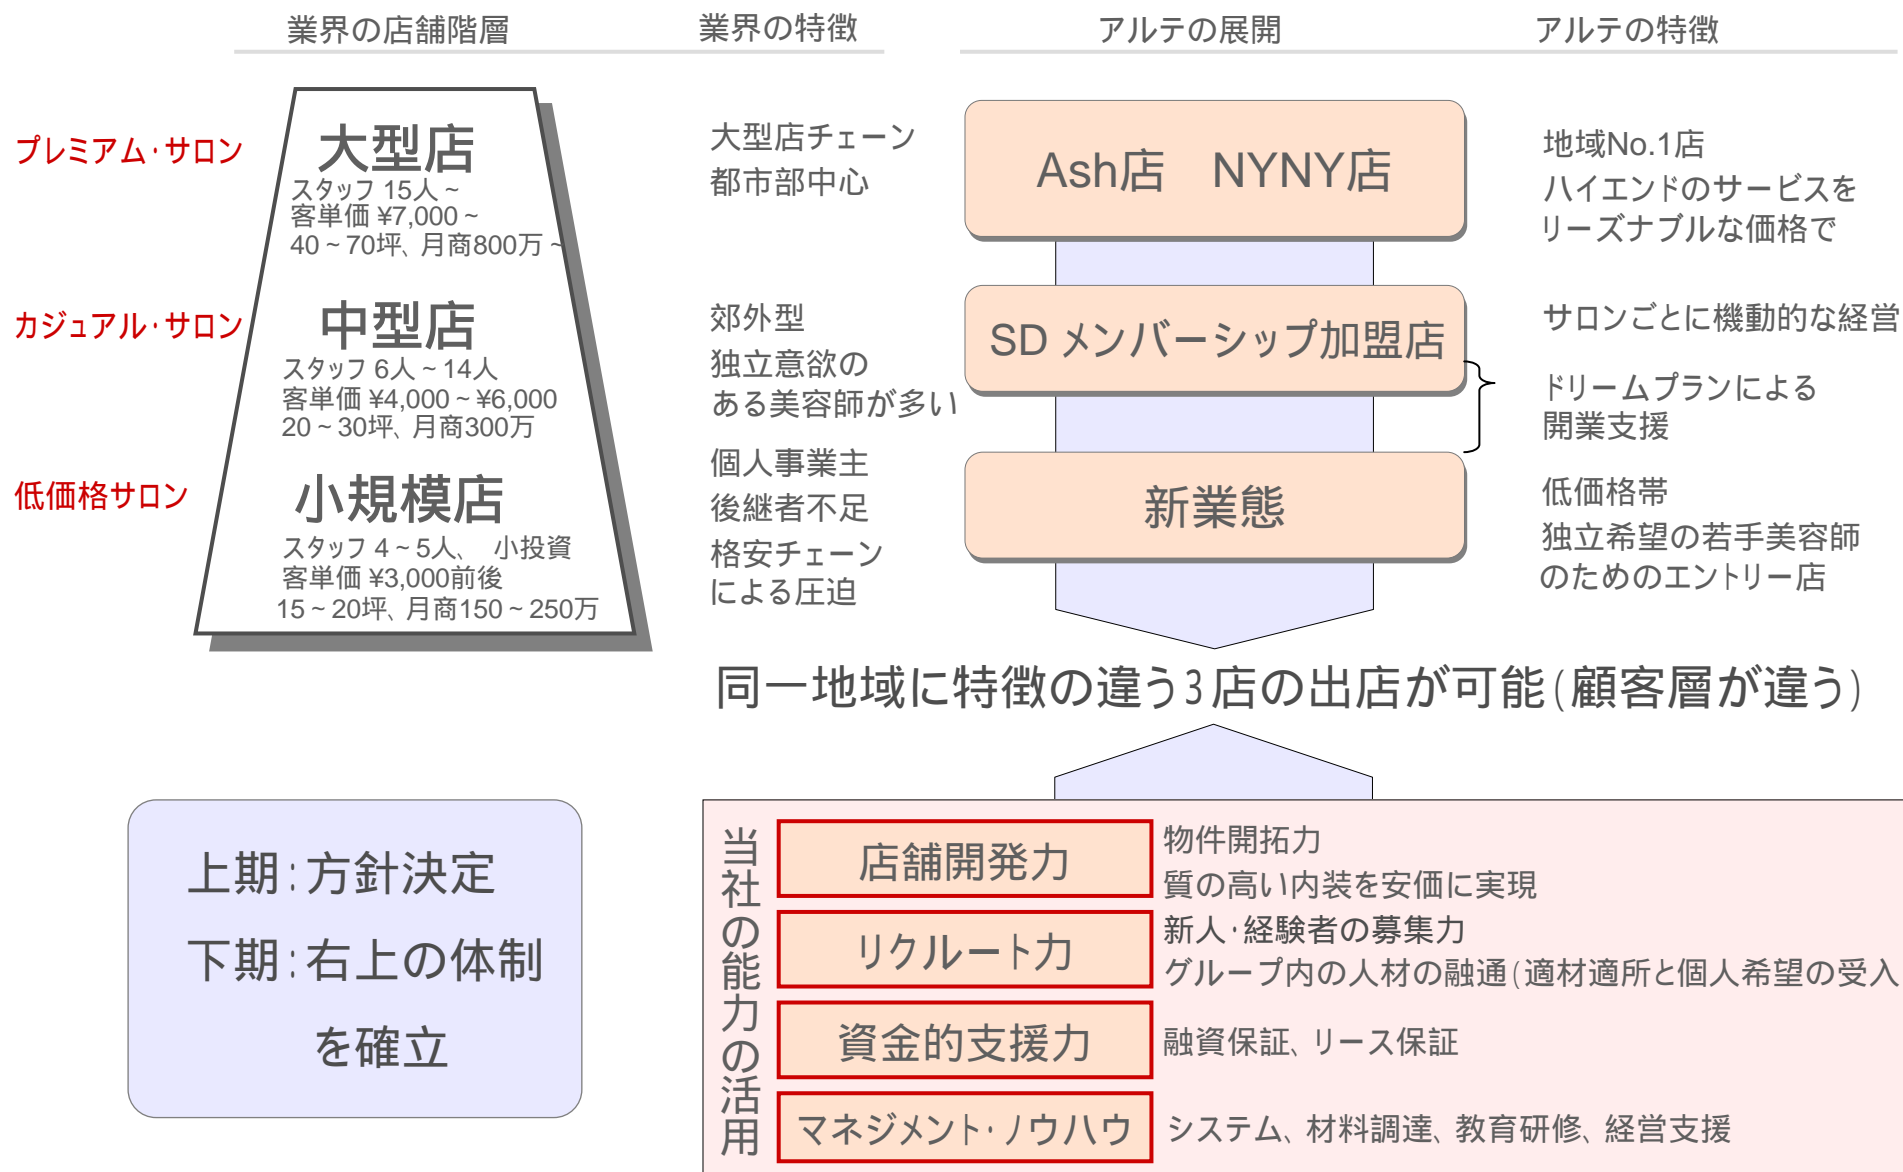 業界の店舗階層
業界の特徴
アルテの展開
アルテの特徴
プレミアム・サロン
大型店
スタッフ 15人~
客単価 ¥7,000~
40~70坪、月商800万~
大型店チェーン
都市部中心
Ash店 NYNY店
地域No.1店
ハイエンドのサービスを
リーズナブルな価格で
カジュアル・サロン
中型店
スタッフ 6人~14人
客単価 ¥4,000~¥6,000
20~30坪、月商300万
郊外型
独立意欲の
ある美容師が多い
SD メンバーシップ加盟店
サロンごとに機動的な経営
ドリームプランによる
開業支援
低価格サロン
小規模店
スタッフ 4~5人、 小投資
客単価 ¥3,000前後
15~20坪、月商150~250万
個人事業主
後継者不足
格安チェーン
による圧迫
新業態
低価格帯
独立希望の若手美容師
のためのエントリー店
同一地域に特徴の違う3店の出店が可能(顧客層が違う)
上期:方針決定
下期:右上の体制
を確立
当社の能力の活用
店舗開発力
物件開拓力
質の高い内装を安価に実現
リクルート力
新人・経験者の募集力
グループ内の人材の融通(適材適所と個人希望の受入
資金的支援力
融資保証、リース保証
マネジメント・ノウハウ
システム、材料調達、教育研修、経営支援